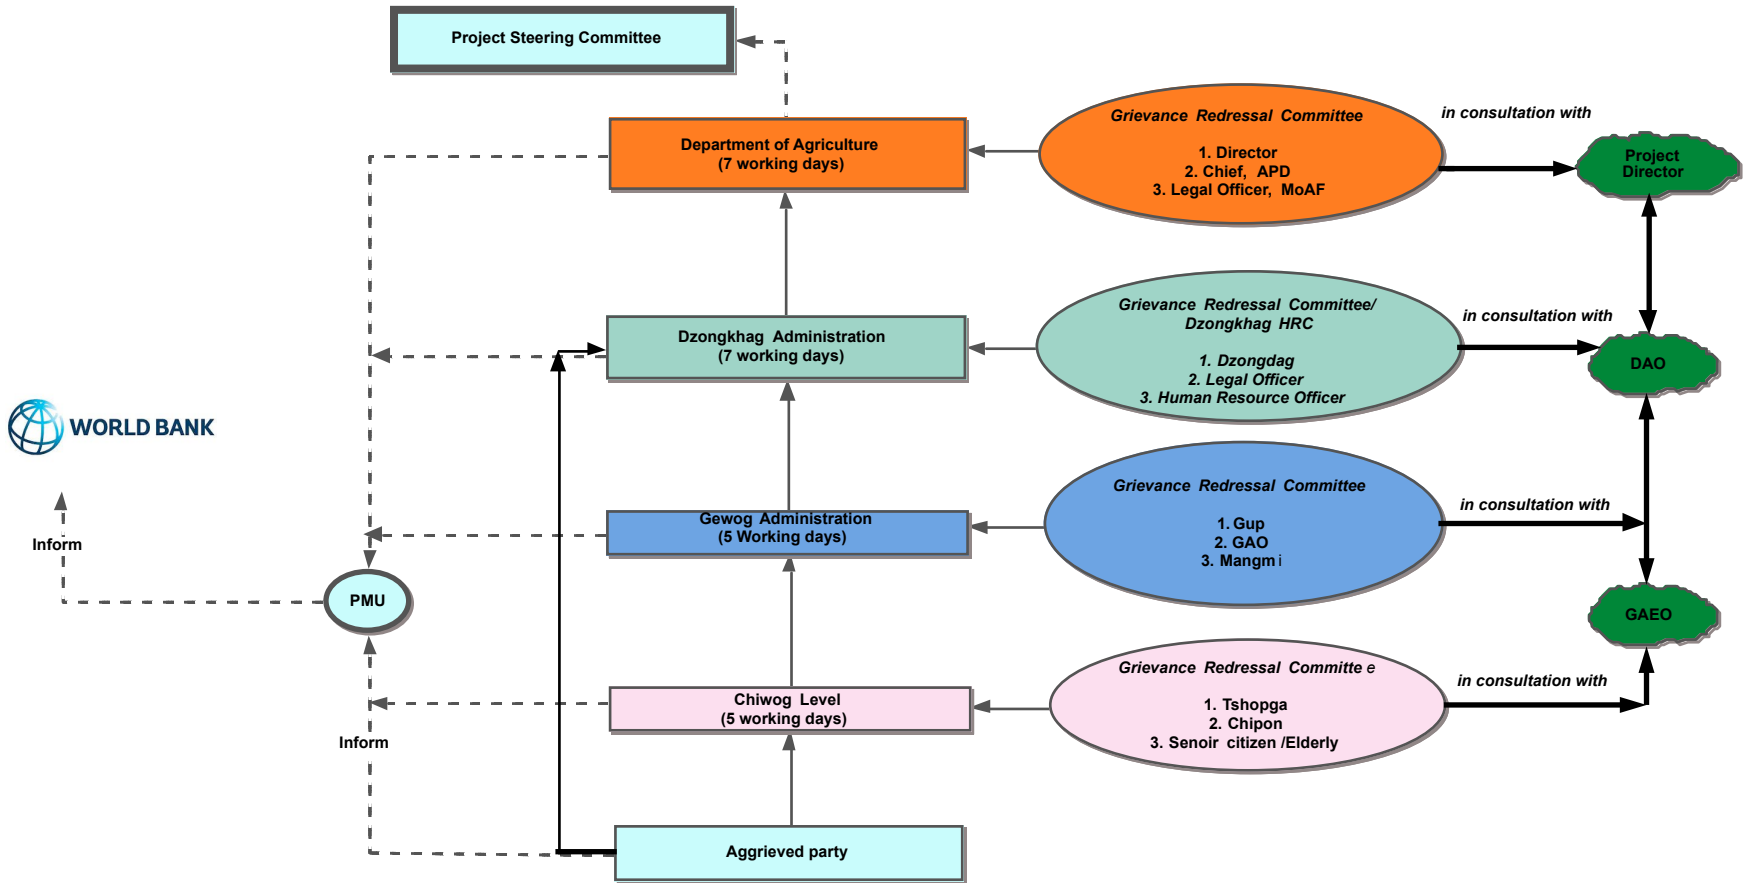 Project Steering Committee
Department of Agriculture
(7 working days)
Grievance Redressal Committee
1. Director
2. Chief, APD
3. Legal Officer, MoAF
in consultation with
Project
Director
Dzongkhag Administration
(7 working days)
Grievance Redressal Committee/
Dzongkhag HRC
1. Dzongdag
2. Legal Officer
3. Human Resource Officer
in consultation with
DAO
WORLD BANK
Gewog Administration
(5 Working days)
Grievance Redressal Committee
1. Gup
2. GAO
3. Mangmi
in consultation with
Inform
PMU
GAEO
Chiwog Level
(5 working days)
Grievance Redressal Committe e
1. Tshopga
2. Chipon
3. Senoir citizen /Elderly
in consultation with
Inform
Aggrieved party